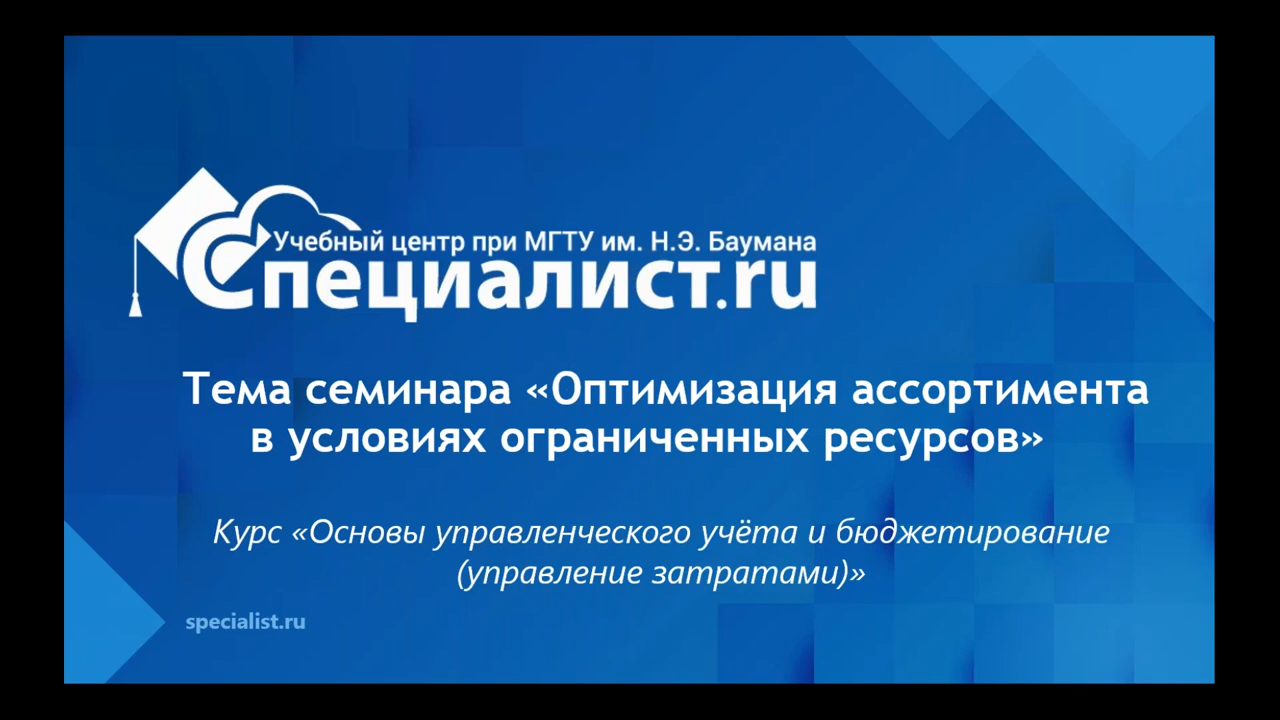 Учебный центр при МГТУ им. Н.Э. Баумана
Специалист.ru
Тема семинара «Оптимизация ассортимента
в условиях ограниченных ресурсов»
Курс «Основы управленческого учёта и бюджетирование
(управление затратами)»
specialist.ru